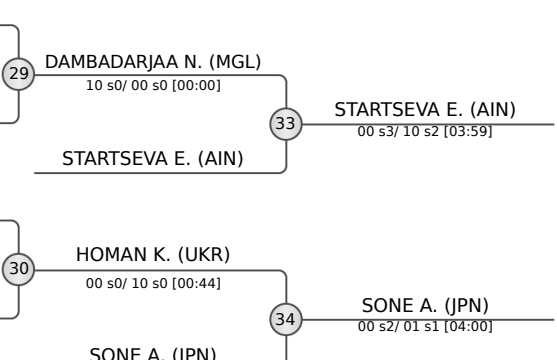 DAMBADARJAA N. (MGL)
29
10 s0/ 00 s0 [00:00]
STARTSEVA E. (AIN)
33
00 s3/ 10 s2 [03:59]
STARTSEVA E. (AIN)
HOMAN K. (UKR)
30
00 s0/ 10 s0 [00:44]
SONE A. (JPN)
34
00 s2/ 01 s1 [04:00]
SONE A. (JPN)